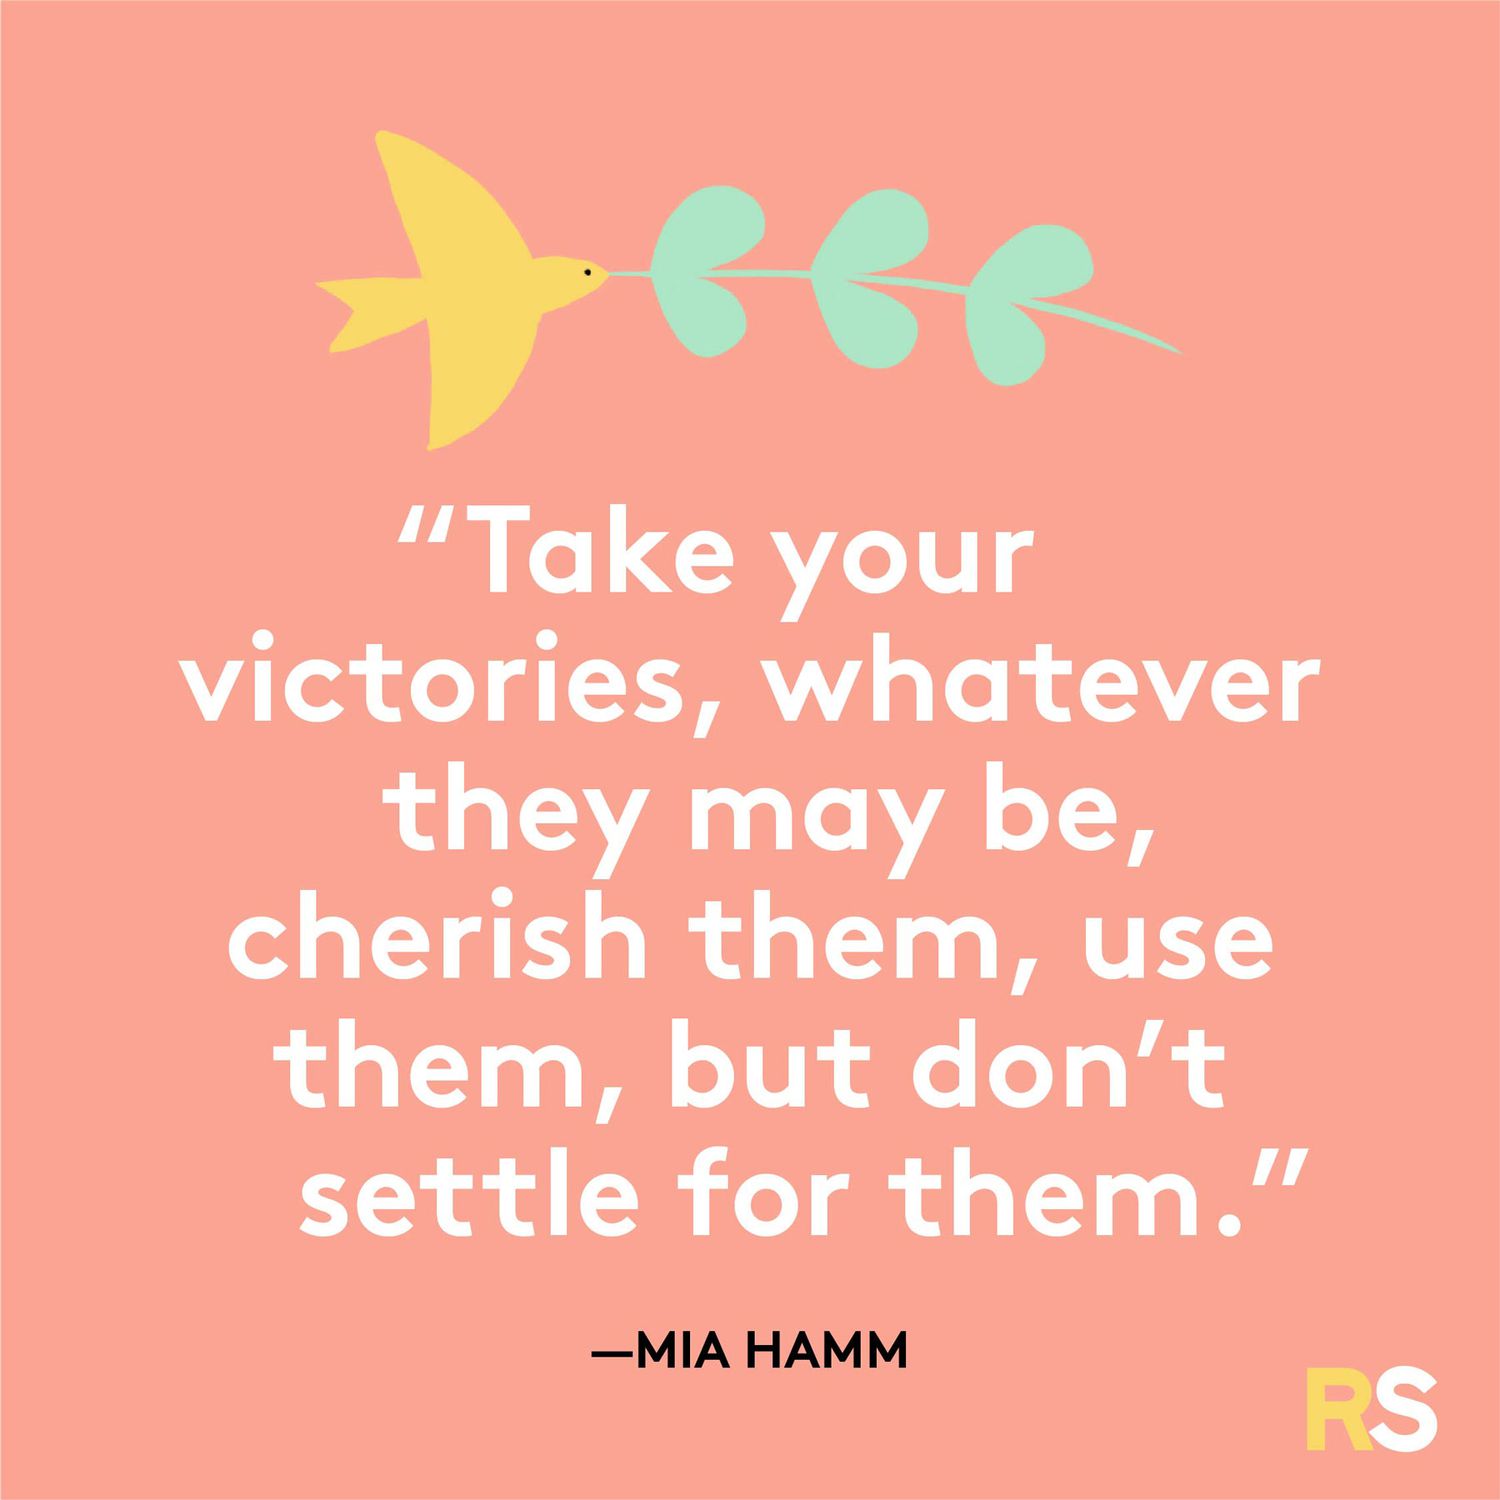 “Take your
victories, whatever
they may be,
cherish them, use
them, but don’t
settle for them.”
—MIA HAMM
RS